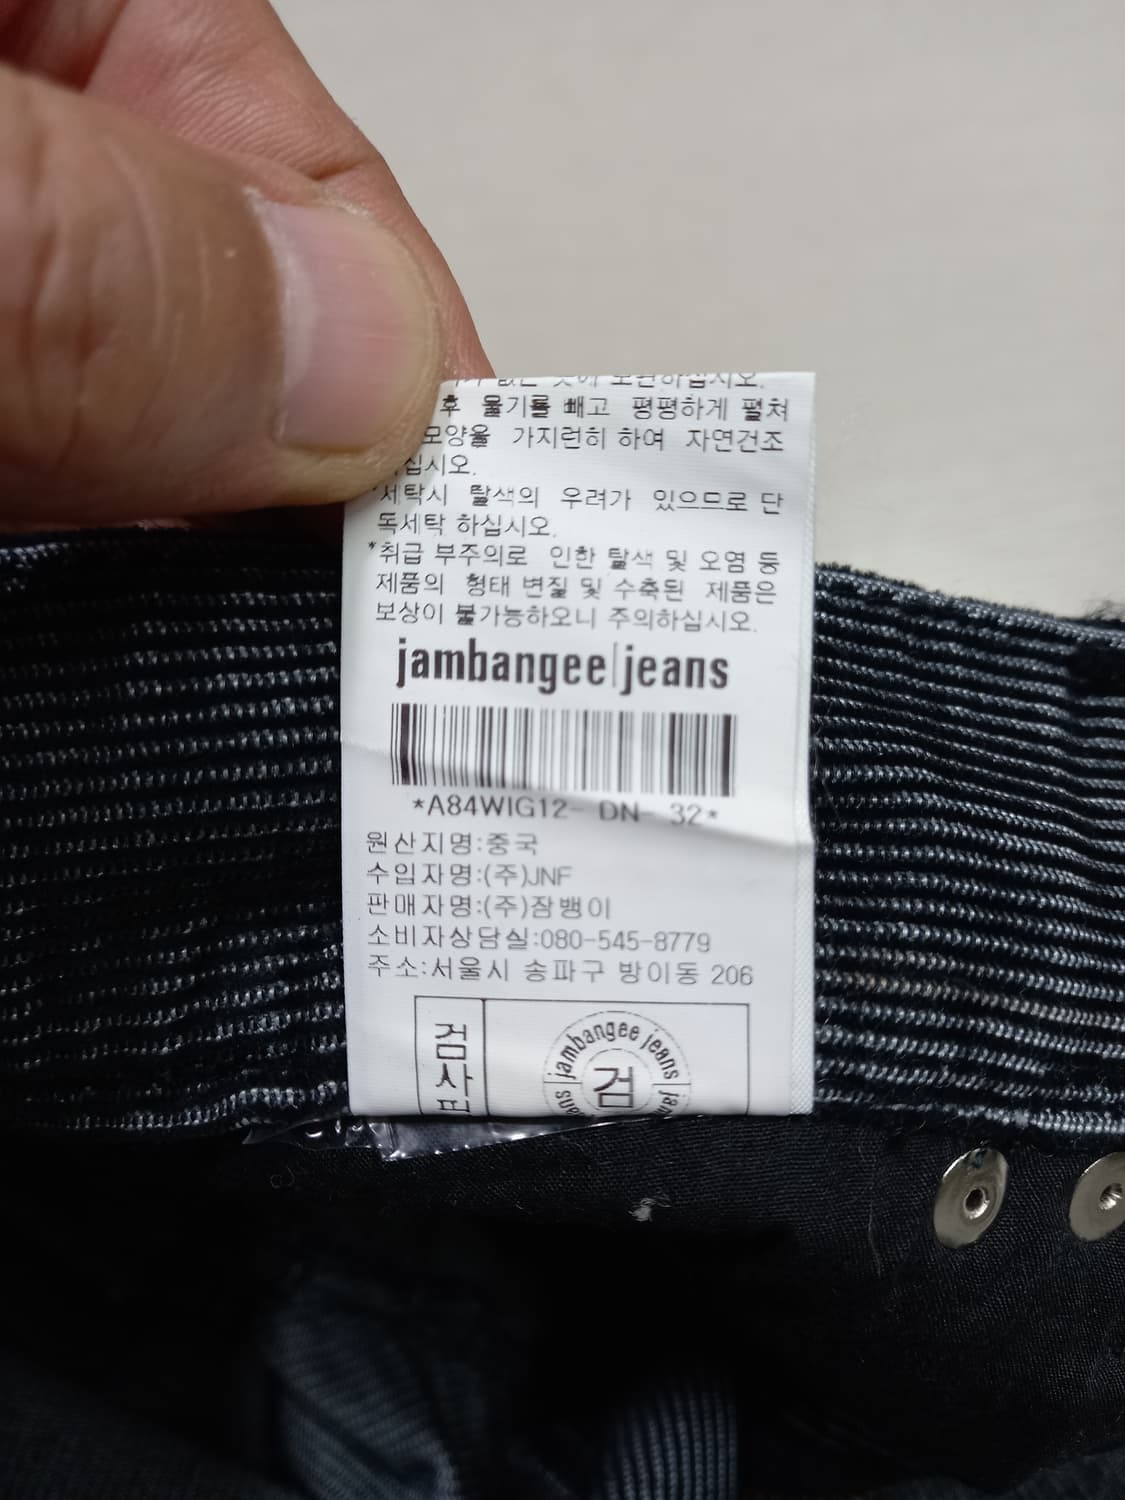 보관하십시오.
후 물기를 빼고 평평하게 펼쳐
모양을 가지런히 하여 자연건조
십시오.
*세탁시 탈색의 우려가 있으므로 단
독세탁 하십시오.
*취급 부주의로 인한 탈색 및 오염 등
제품의 형태 변질 및 수축된 제품은
보상이 불가능하오니 주의하십시오.
jambangee|jeans
*A84WIG12- DN- 32*
원산지명:중국
수입자명:(주)JNF
판매자명:(주)잠뱅이
소비자상담실:080-545-8779
주소:서울시 송파구 방이동 206
검사
jambangee jeans
검